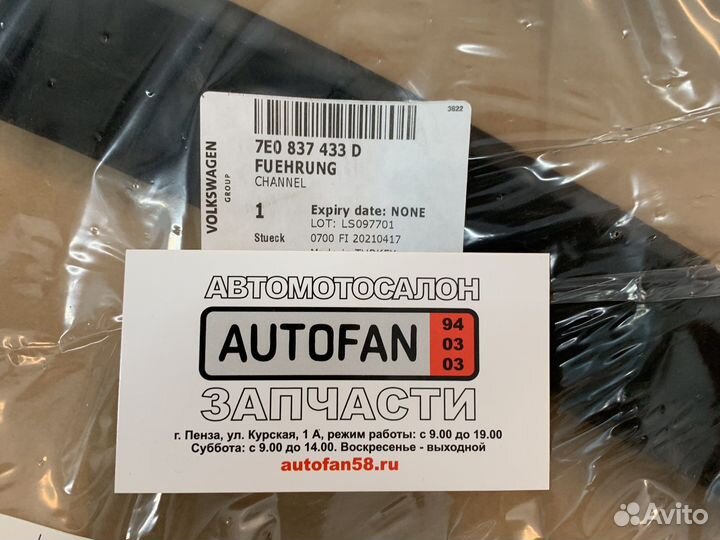 3822
VOLKSWAGEN
GROUP
7E0 837 433 D
FUEHRUNG
CHANNEL
1 Expiry date: NONE
LOT: LS097701
Stueck 0700 FI 20210417
АВТОМОТОСАЛОН
AUTOFAN
94
03
03
ЗАПЧАСТИ
г. Пенза, ул. Курская, 1 А, режим работы: с 9.00 до 19.00
Суббота: с 9.00 до 14.00. Воскресенье - выходной
autofan58.ru
Avito